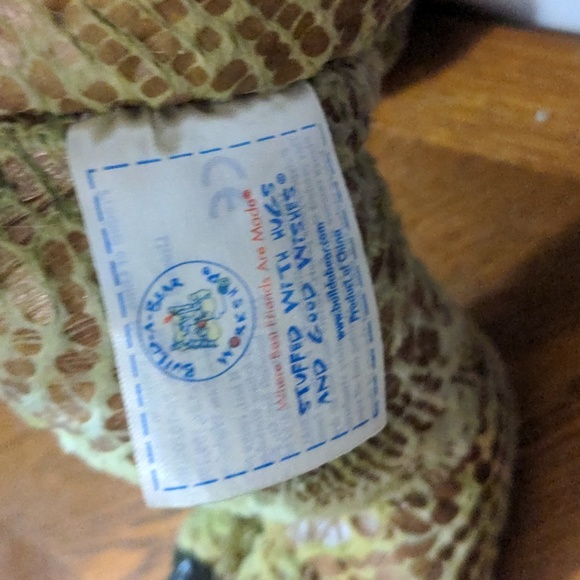 CE
BUILD-A-BEAR
WORKSHOP®
Where Best Friends Are Made®
STUFFED WITH HUGS
AND GOOD WISHES®
www.buildabear.com
Product of China